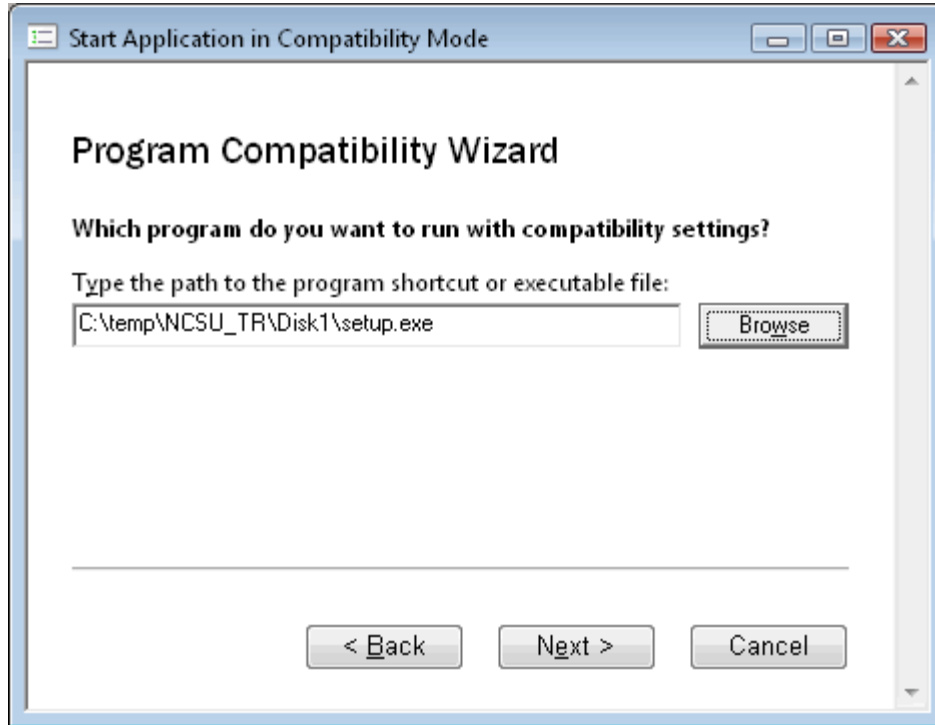 Start Application in Compatibility Mode
Program Compatibility Wizard
Which program do you want to run with compatibility settings?
Type the path to the program shortcut or executable file:
C:\temp\NCSU_TR\Disk1\setup.exe
Browse
< Back
Next >
Cancel